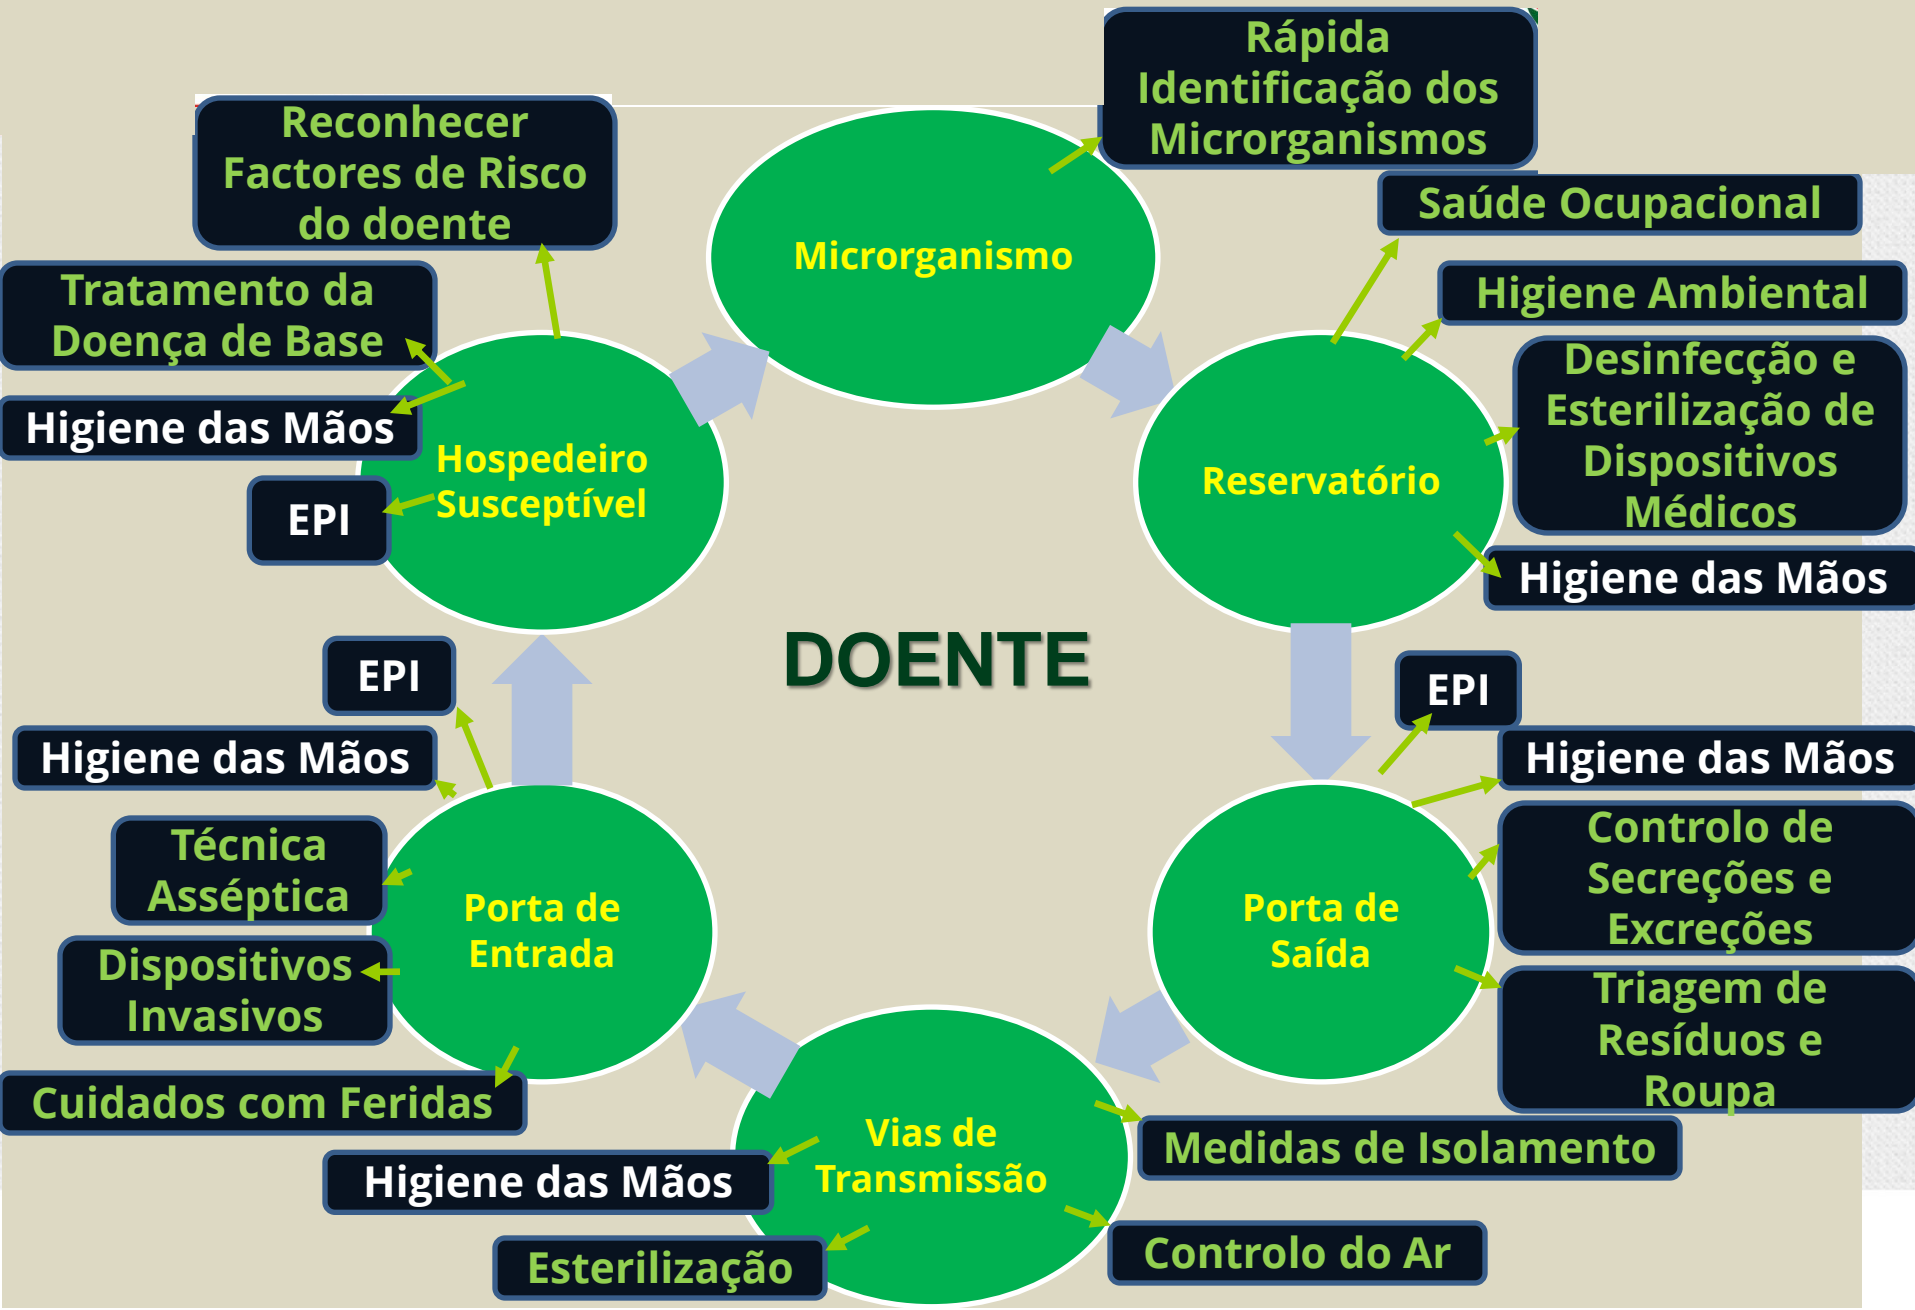 Rápida
Identificação dos
Microrganismos
Reconhecer
Factores de Risco
do doente
Saúde Ocupacional
Microrganismo
Tratamento da
Doença de Base
Higiene Ambiental
Desinfecção e
Esterilização de
Dispositivos
Médicos
Higiene das Mãos
Hospedeiro
Susceptível
Reservatório
EPI
Higiene das Mãos
DOENTE
EPI
EPI
Higiene das Mãos
Higiene das Mãos
Técnica
Asséptica
Controlo de
Secreções e
Excreções
Porta de
Entrada
Porta de
Saída
Dispositivos
Invasivos
Triagem de
Resíduos e
Roupa
Cuidados com Feridas
Vias de
Transmissão
Medidas de Isolamento
Higiene das Mãos
Controlo do Ar
Esterilização